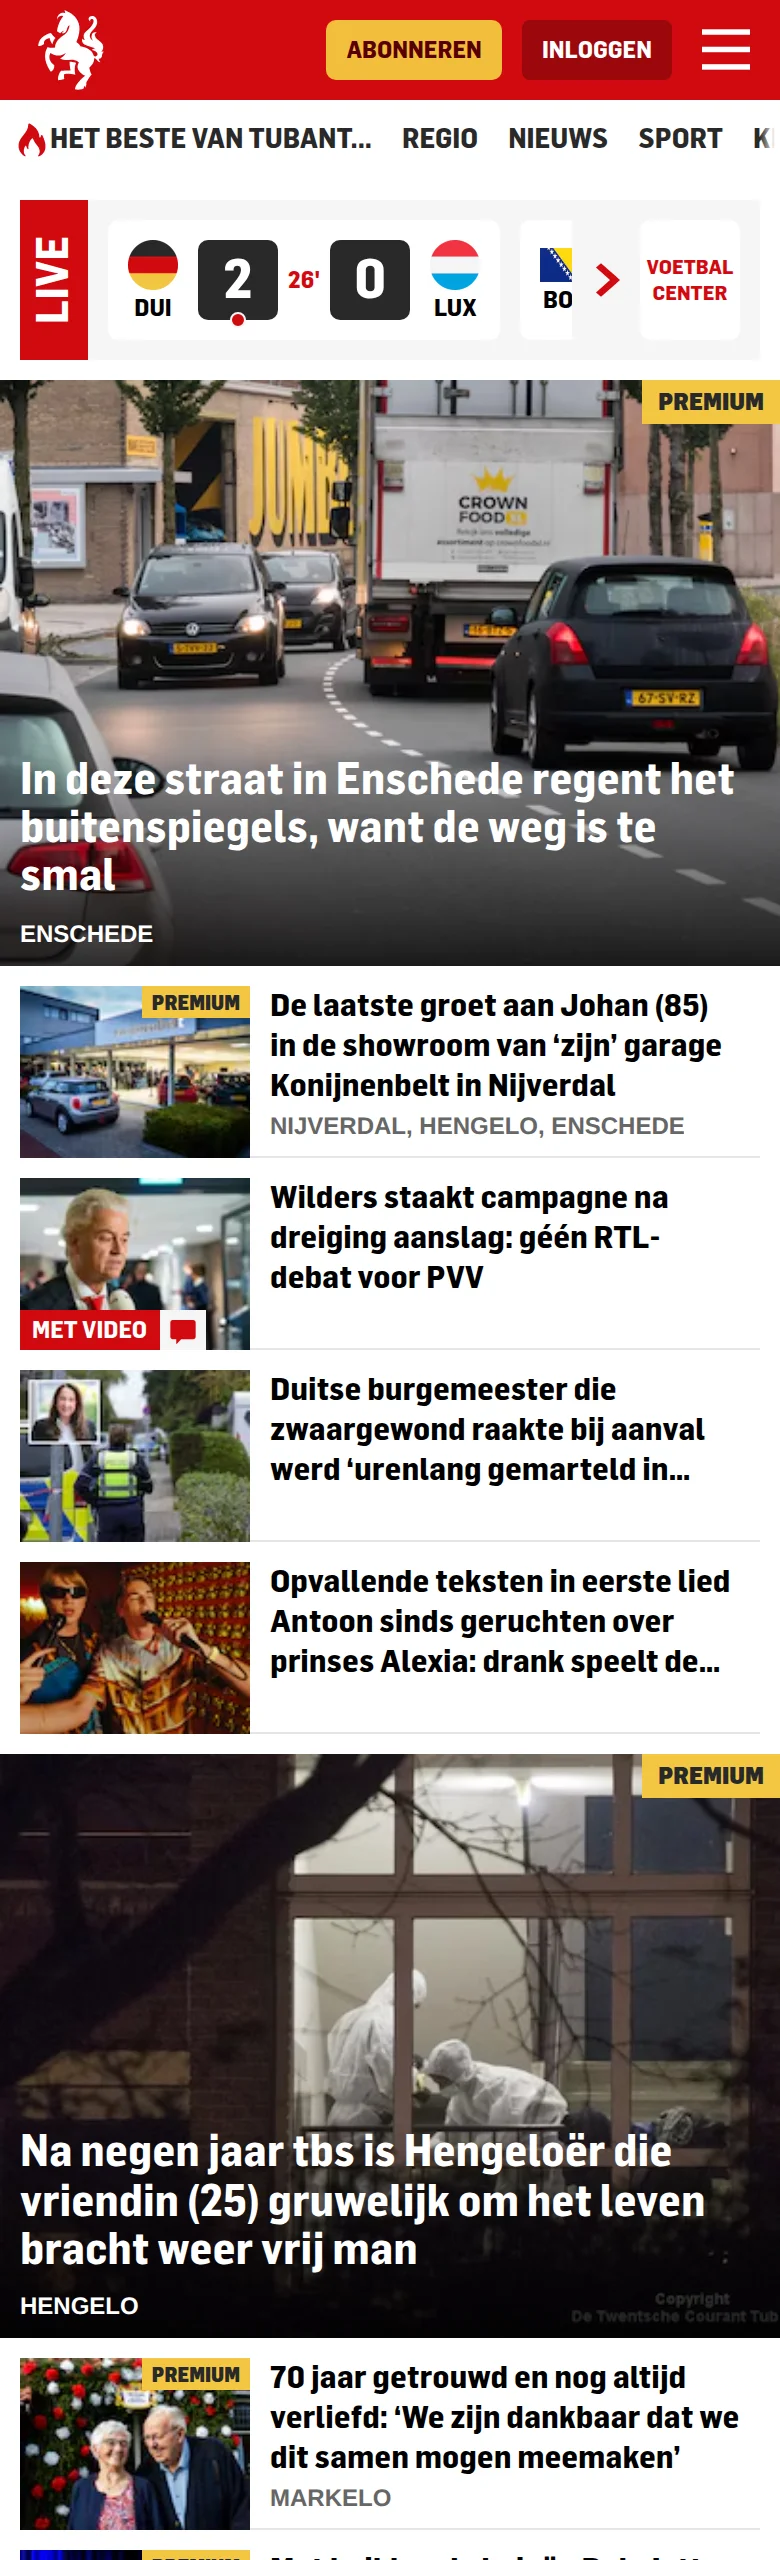 ABONNEREN
INLOGGEN
HET BESTE VAN TUBANT...
REGIO
NIEUWS
SPORT
K
LIVE
DUI
2
26'
0
LUX
BO
VOETBAL
CENTER
PREMIUM
JUMB
CROWN
FOOD XL
67-SV-RZ
In deze straat in Enschede regent het
buitenspiegels, want de weg is te
smal
ENSCHEDE
PREMIUM
De laatste groet aan Johan (85)
in de showroom van ‘zijn’ garage
Konijnenbelt in Nijverdal
NIJVERDAL, HENGELO, ENSCHEDE
Wilders staakt campagne na
dreiging aanslag: géén RTL-
debat voor PVV
MET VIDEO
Duitse burgemeester die
zwaargewond raakte bij aanval
werd ‘urenlang gemarteld in...
Opvallende teksten in eerste lied
Antoon sinds geruchten over
prinses Alexia: drank speelt de...
PREMIUM
Na negen jaar tbs is Hengeloër die
vriendin (25) gruwelijk om het leven
bracht weer vrij man
HENGELO
Copyright
De Twentsche Courant Tub
PREMIUM
70 jaar getrouwd en nog altijd
verliefd: ‘We zijn dankbaar dat we
dit samen mogen meemaken’
MARKELO
PREMIUM